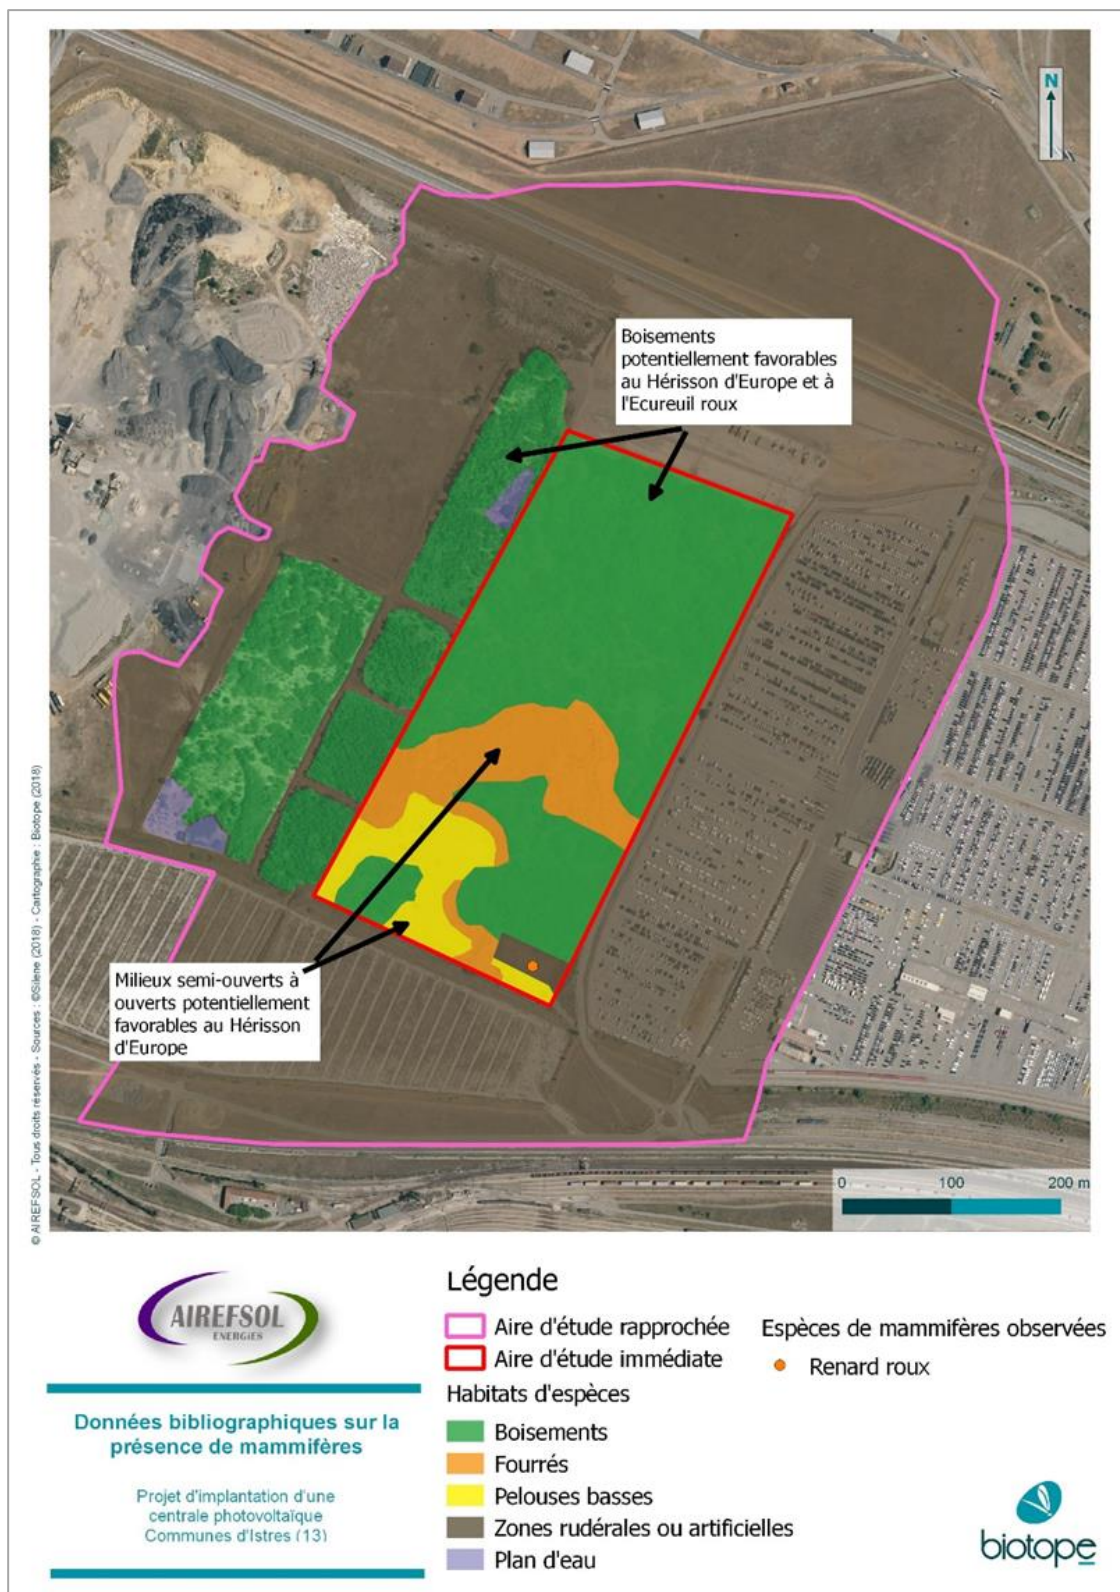 N
Boisements
potentiellement favorables
au Hérisson d'Europe et à
l'Ecureuil roux
Milieux semi-ouverts à
ouverts potentiellement
favorables au Hérisson
d'Europe
0 100 200 m
© AIREFSOL - Tous droits réservés - Sources : ©Silene (2018) - Cartographie : Biotope (2018)
AIREFSOL
ENERGIES
Données bibliographiques sur la
présence de mammifères
Projet d'implantation d'une
centrale photovoltaïque
Communes d'Istres (13)
Légende
Aire d'étude rapprochée
Aire d'étude immédiate
Habitats d'espèces
Boisements
Fourrés
Pelouses basses
Zones rudérales ou artificielles
Plan d'eau
Espèces de mammifères observées
Renard roux
biotope